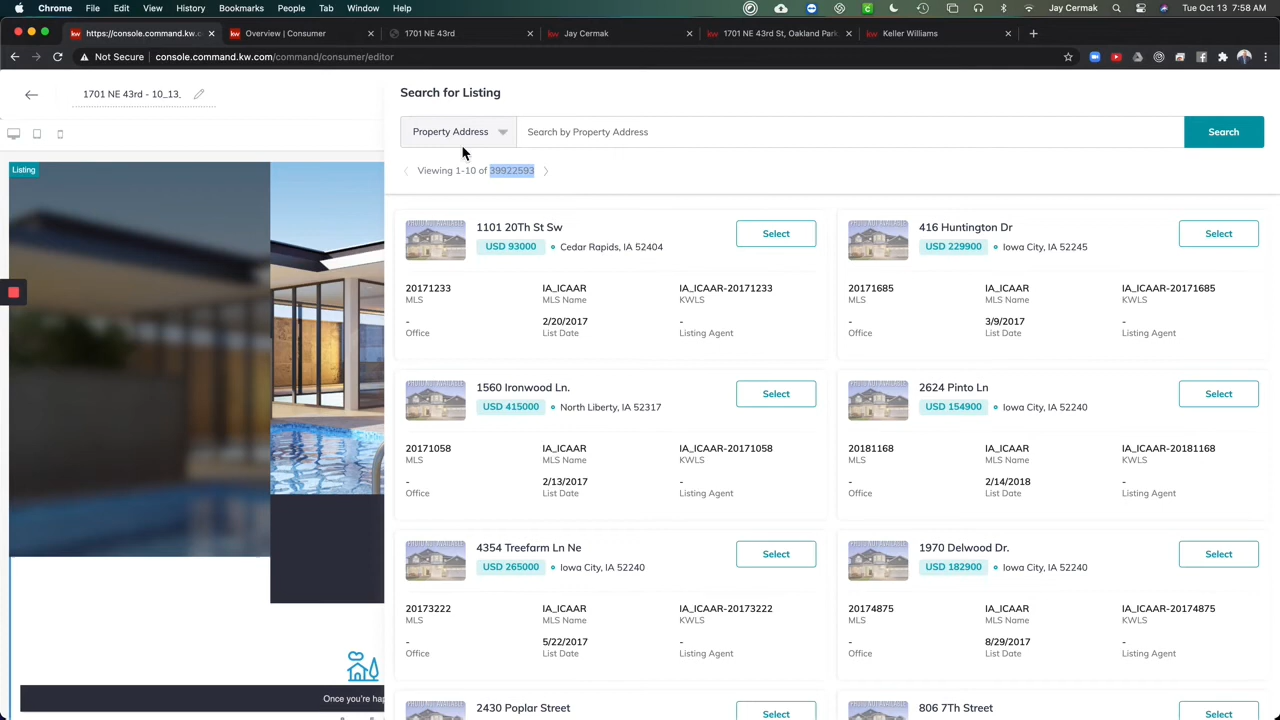 Chrome File Edit View History Bookmarks People Tab Window Help Jay Cermak Oct 13 7:58 AM
https://console.command.kw.c Overview | Consumer 1701 NE 43rd Jay Cermak 1701 NE 43rd St, Oakland Park Keller Williams
Not Secure console.command.kw.com/command/consumer/editor
1701 NE 43rd - 10_13.
Search for Listing
Property Address Search by Property Address Search
Viewing 1-10 of 39922593
Listing
1101 20Th St Sw
USD 93000 Cedar Rapids, IA 52404
Select
20171233 IA_ICAAR IA_ICAAR-20171233
MLS MLS Name KWLS
- 2/20/2017 -
Office List Date Listing Agent
416 Huntington Dr
USD 229900 Iowa City, IA 52245
Select
20171685 IA_ICAAR IA_ICAAR-20171685
MLS MLS Name KWLS
- 3/9/2017 -
Office List Date Listing Agent
1560 Ironwood Ln.
USD 415000 North Liberty, IA 52317
Select
20171058 IA_ICAAR IA_ICAAR-20171058
MLS MLS Name KWLS
- 2/13/2017 -
Office List Date Listing Agent
2624 Pinto Ln
USD 154900 Iowa City, IA 52240
Select
20181168 IA_ICAAR IA_ICAAR-20181168
MLS MLS Name KWLS
- 2/14/2018 -
Office List Date Listing Agent
4354 Treefarm Ln Ne
USD 265000 Iowa City, IA 52240
Select
20173222 IA_ICAAR IA_ICAAR-20173222
MLS MLS Name KWLS
- 5/22/2017 -
Office List Date Listing Agent
1970 Delwood Dr.
USD 182900 Iowa City, IA 52240
Select
20174875 IA_ICAAR IA_ICAAR-20174875
MLS MLS Name KWLS
- 8/29/2017 -
Office List Date Listing Agent
2430 Poplar Street
Select
806 7Th Street
Select
Once you're hap